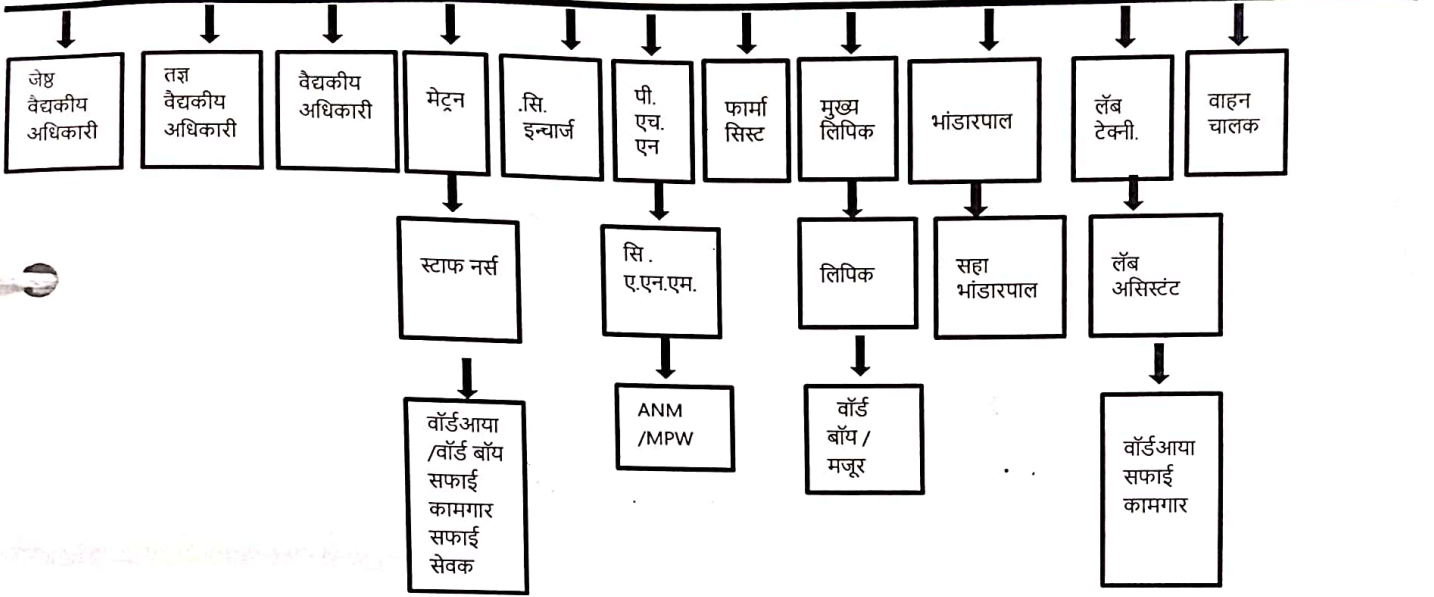 जेष्ठ
वैद्यकीय
अधिकारी
तज्ञ
वैद्यकीय
अधिकारी
वैद्यकीय
अधिकारी
मेट्रन
.सि.
इन्चार्ज
पी.
एच.
एन
फार्मा
सिस्ट
मुख्य
लिपिक
भांडारपाल
लॅब
टेक्नी.
वाहन
चालक
स्टाफ नर्स
सि .
ए.एन.एम.
लिपिक
सहा
भांडारपाल
लॅब
असिस्टंट
वॉर्डआया
/वॉर्ड बॉय
सफाई
कामगार
सफाई
सेवक
ANM
/MPW
वॉर्ड
बॉय /
मजूर
वॉर्डआया
सफाई
कामगार